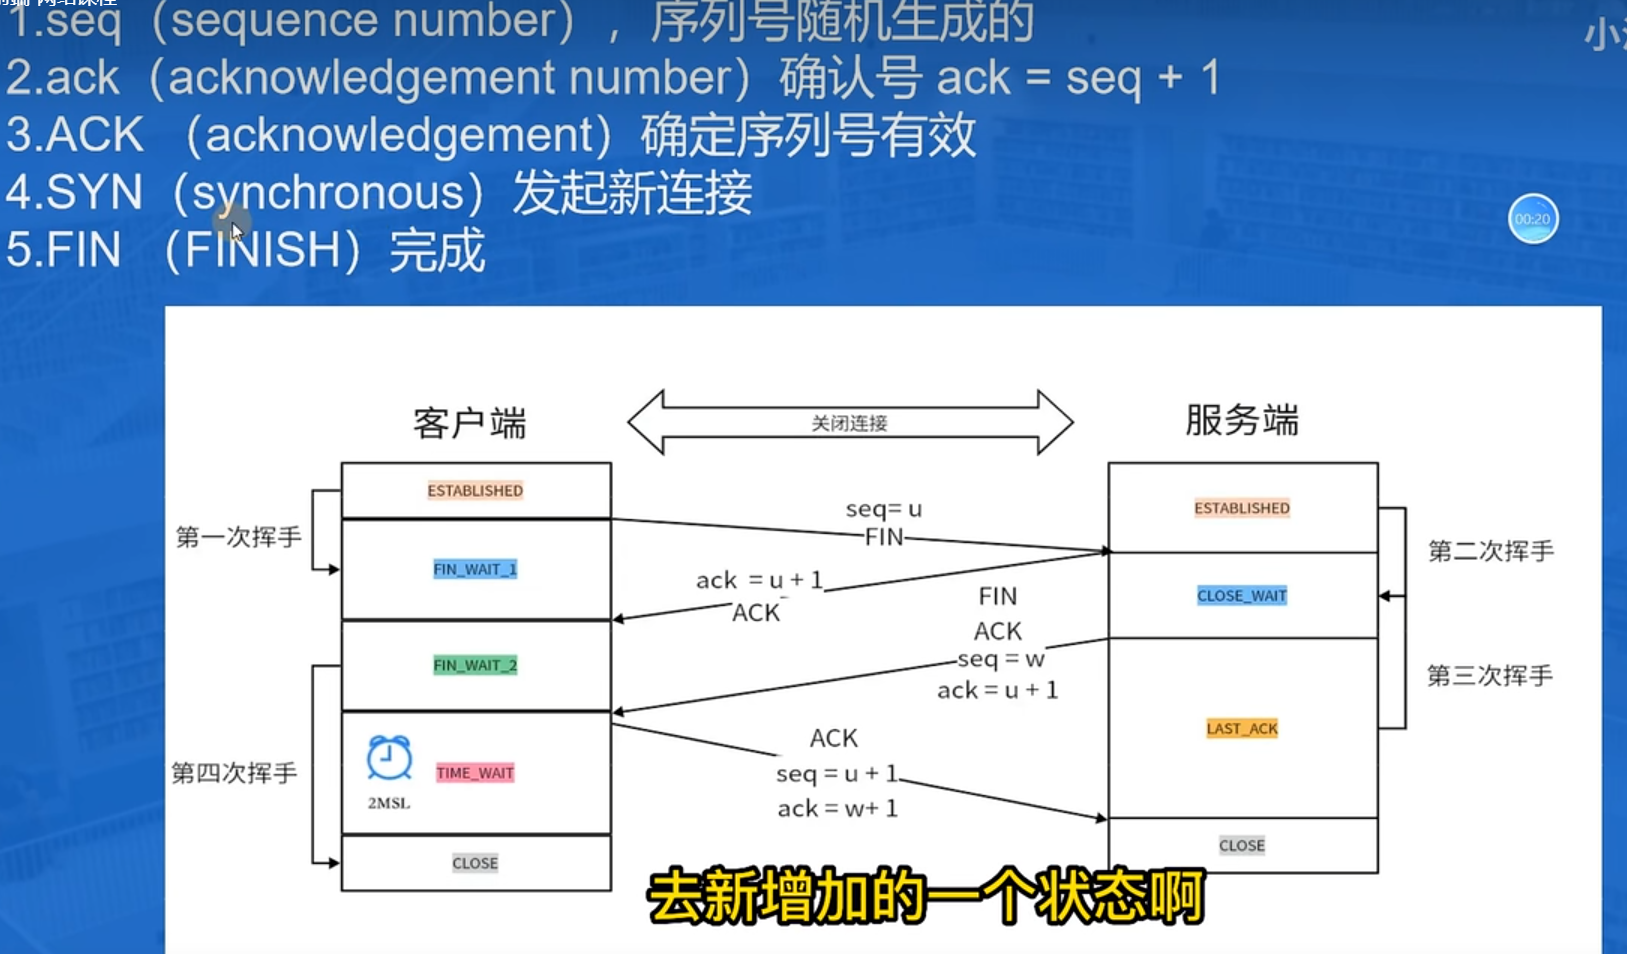 网络课程
1.seq（sequence number），序列号随机生成的
小
2.ack（acknowledgement number）确认号 ack = seq + 1
3.ACK （acknowledgement）确定序列号有效
4.SYN（synchronous）发起新连接
00:20
5.FIN （FINISH）完成
客户端
关闭连接
服务端
ESTABLISHED
seq= u
ESTABLISHED
第一次挥手
FIN
第二次挥手
FIN_WAIT_1
ack = u + 1
FIN
CLOSE_WAIT
ACK
ACK
FIN_WAIT_2
seq = w
第三次挥手
ack = u + 1
LAST_ACK
ACK
第四次挥手
TIME_WAIT
seq = u + 1
2MSL
ack = w+ 1
CLOSE
CLOSE
去新增加的一个状态啊